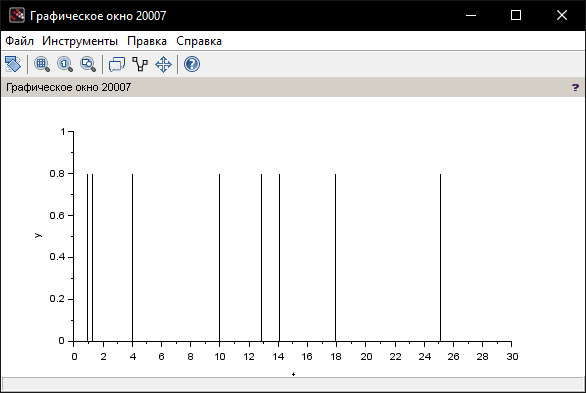 Графическое окно 20007
Файл Инструменты Правка Справка
Графическое окно 20007
?
1
0.8
0.6
y
0.4
0.2
0
0 2 4 6 8 10 12 14 16 18 20 22 24 26 28 30